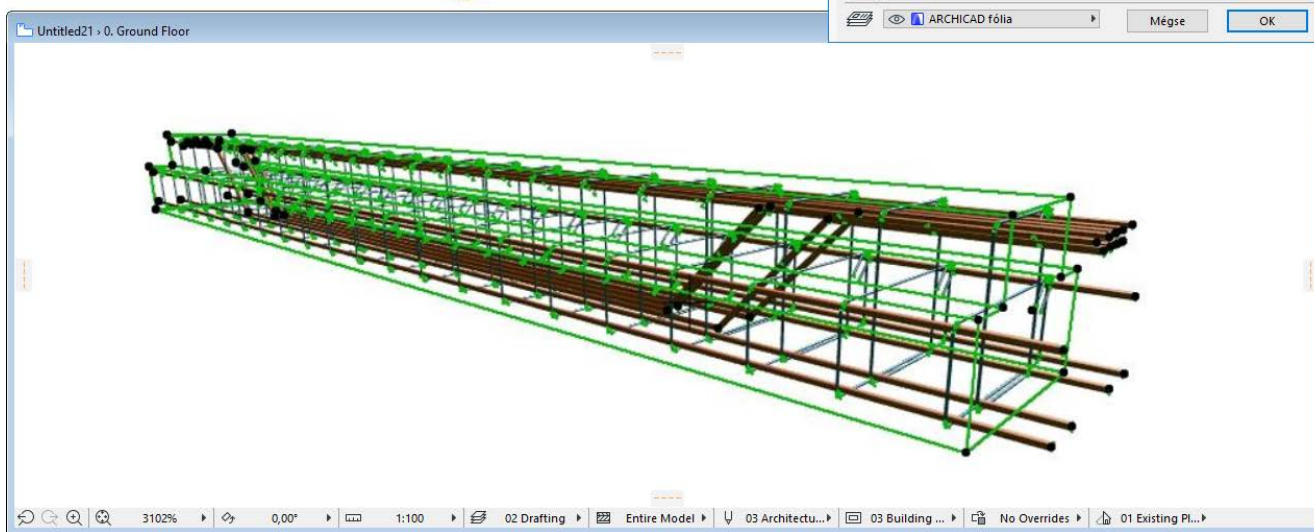 ARCHICAD fólia
Mégse
OK
Untitled21 › 0. Ground Floor
3102%
0,00°
1:100
02 Drafting
Entire Model
03 Architectu...
03 Building ...
No Overrides
01 Existing Pl...